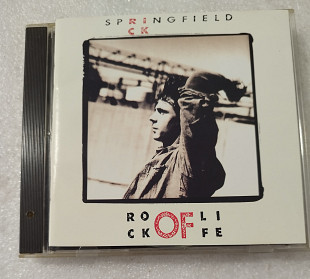 SPRINGFIELD
CK
RO OF LI
CK FE